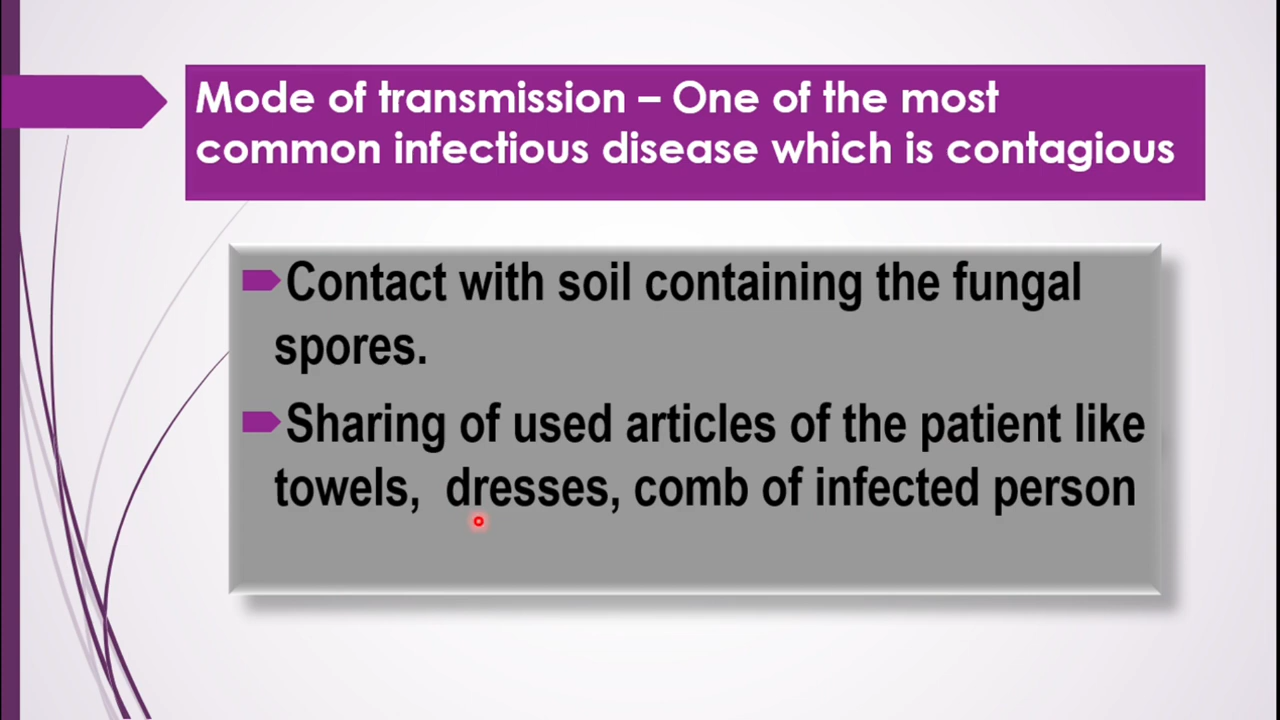 Mode of transmission – One of the most
common infectious disease which is contagious
Contact with soil containing the fungal
spores.
Sharing of used articles of the patient like
towels, dresses, comb of infected person